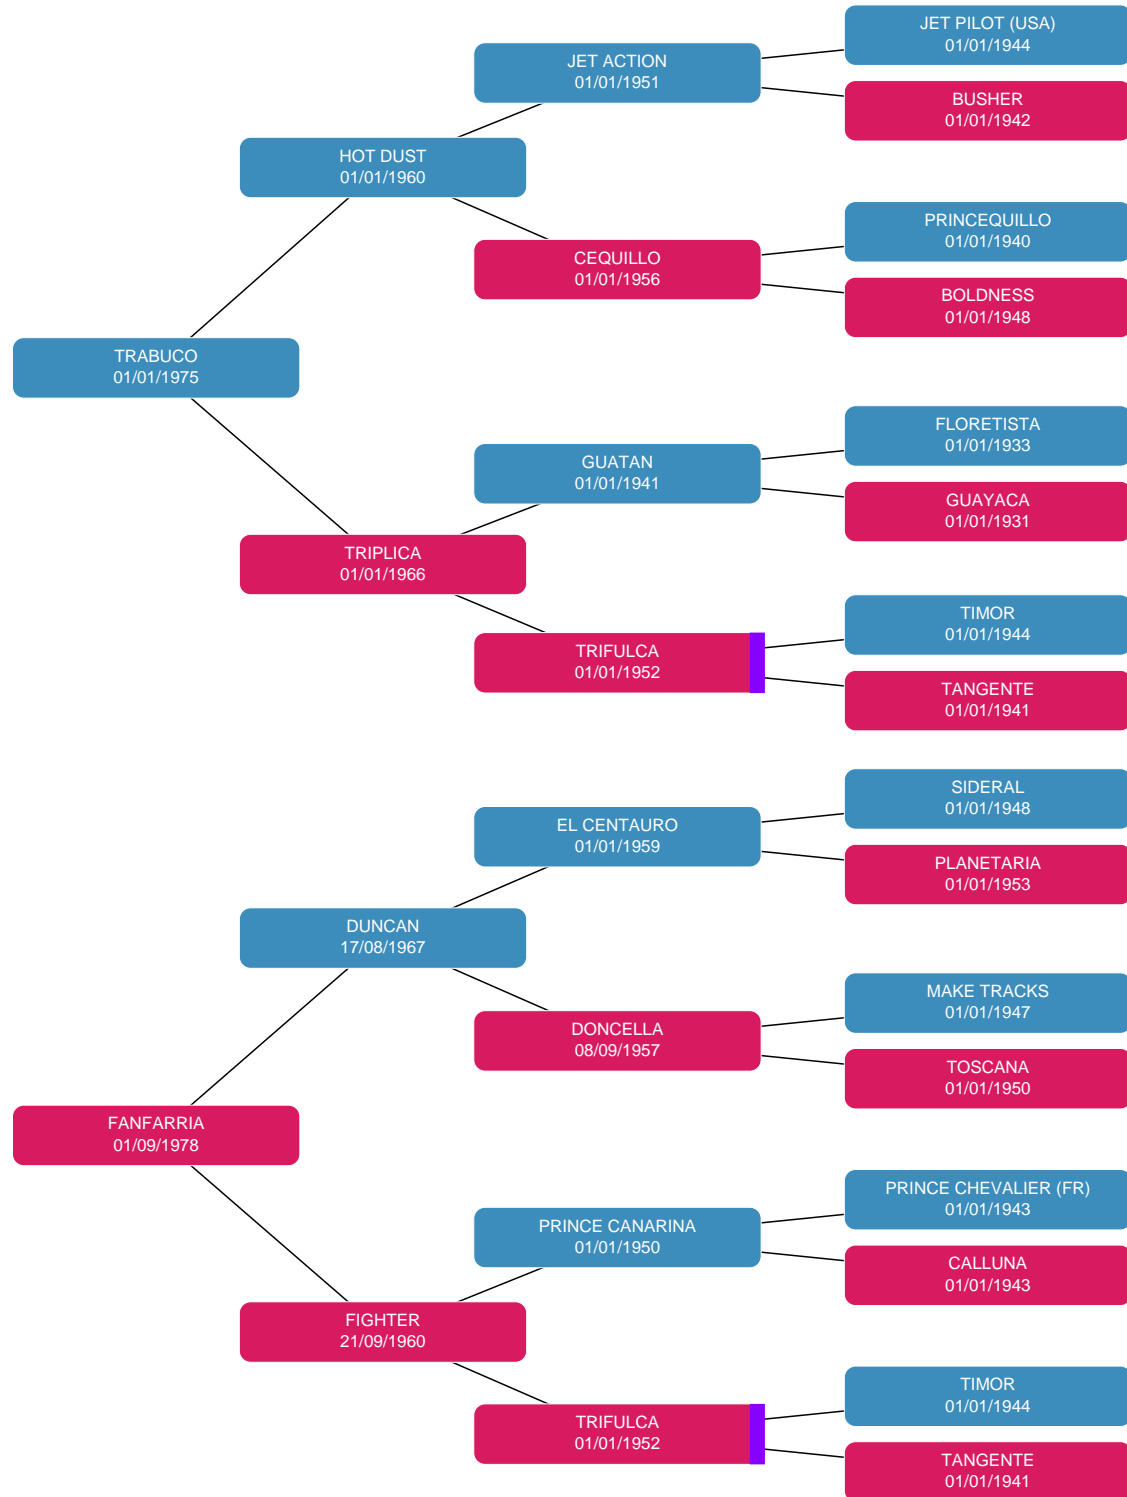 JET PILOT (USA)
01/01/1944
JET ACTION
01/01/1951
BUSHER
01/01/1942
HOT DUST
01/01/1960
PRINCEQUILLO
01/01/1940
CEQUILLO
01/01/1956
BOLDNESS
01/01/1948
TRABUCO
01/01/1975
FLORETISTA
01/01/1933
GUATAN
01/01/1941
GUAYACA
01/01/1931
TRIPLICA
01/01/1966
TIMOR
01/01/1944
TRIFULCA
01/01/1952
TANGENTE
01/01/1941
SIDERAL
01/01/1948
EL CENTAURO
01/01/1959
PLANETARIA
01/01/1953
DUNCAN
17/08/1967
MAKE TRACKS
01/01/1947
DONCELLA
08/09/1957
TOSCANA
01/01/1950
FANFARRIA
01/09/1978
PRINCE CHEVALIER (FR)
01/01/1943
PRINCE CANARINA
01/01/1950
CALLUNA
01/01/1943
FIGHTER
21/09/1960
TIMOR
01/01/1944
TRIFULCA
01/01/1952
TANGENTE
01/01/1941